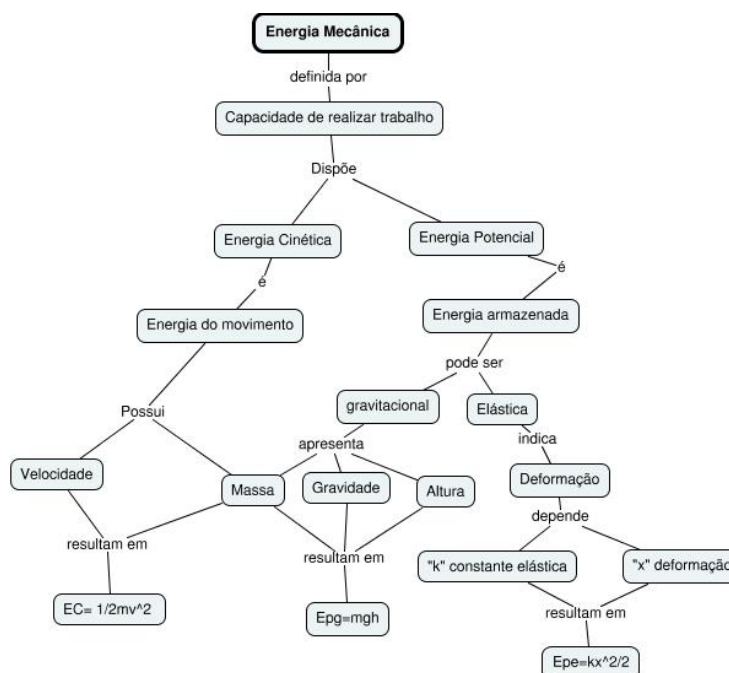 Energia Mecânica
definida por
Capacidade de realizar trabalho
Dispõe
Energia Cinética
Energia Potencial
é
é
Energia do movimento
Energia armazenada
pode ser
Possui
gravitacional
Elástica
apresenta
indica
Velocidade
Massa
Gravidade
Altura
Deformação
depende
resultam em
resultam em
"k" constante elástica
"x" deformação
EC= 1/2mv^2
Epg=mgh
resultam em
Epe=kx^2/2